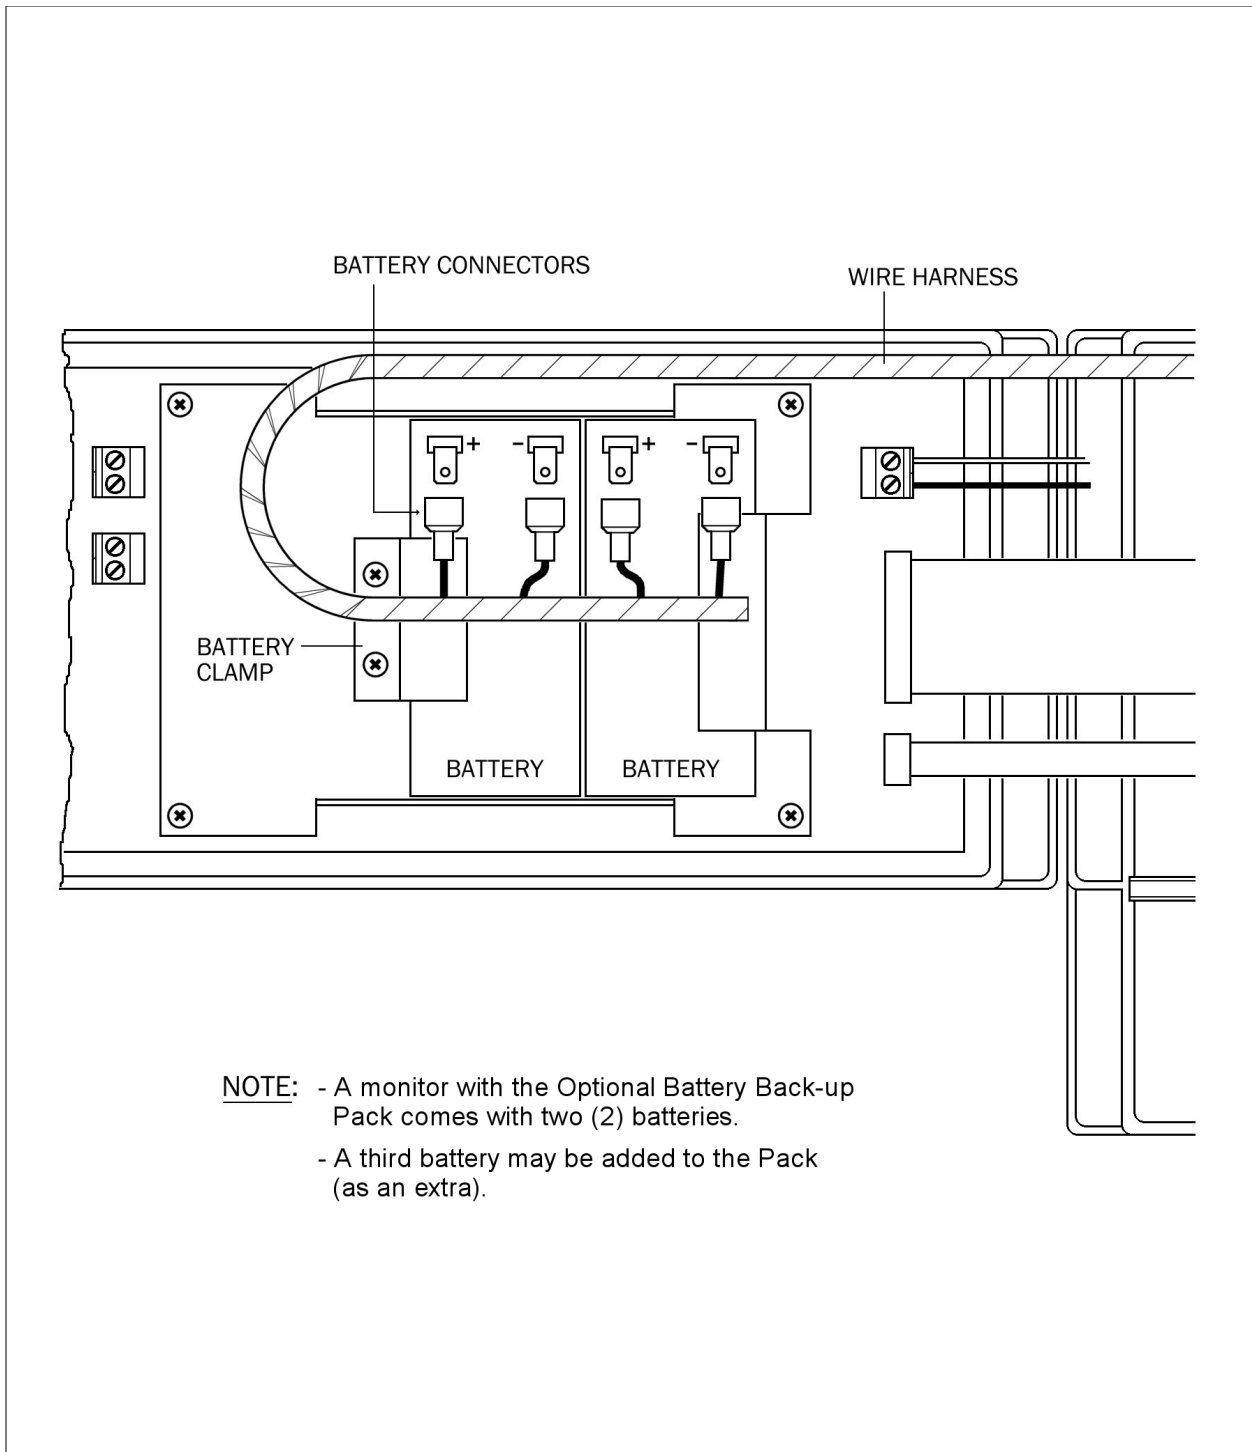 BATTERY CONNECTORS
WIRE HARNESS
+ - + -
BATTERY
CLAMP
BATTERY BATTERY
NOTE: - A monitor with the Optional Battery Back-up
Pack comes with two (2) batteries.
- A third battery may be added to the Pack
(as an extra).